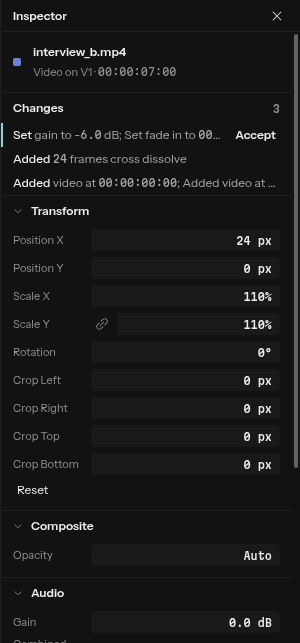 Inspector
interview_b.mp4
Video on V1·00:00:07:00
Changes 3
Set gain to -6.0 dB; Set fade in to 00... Accept
Added 24 frames cross dissolve
Added video at 00:00:00:00; Added video at ...
Transform
Position X 24 px
Position Y 0 px
Scale X 110%
Scale Y 110%
Rotation 0°
Crop Left 0 px
Crop Right 0 px
Crop Top 0 px
Crop Bottom 0 px
Reset
Composite
Opacity Auto
Audio
Gain 0.0 dB
Combined